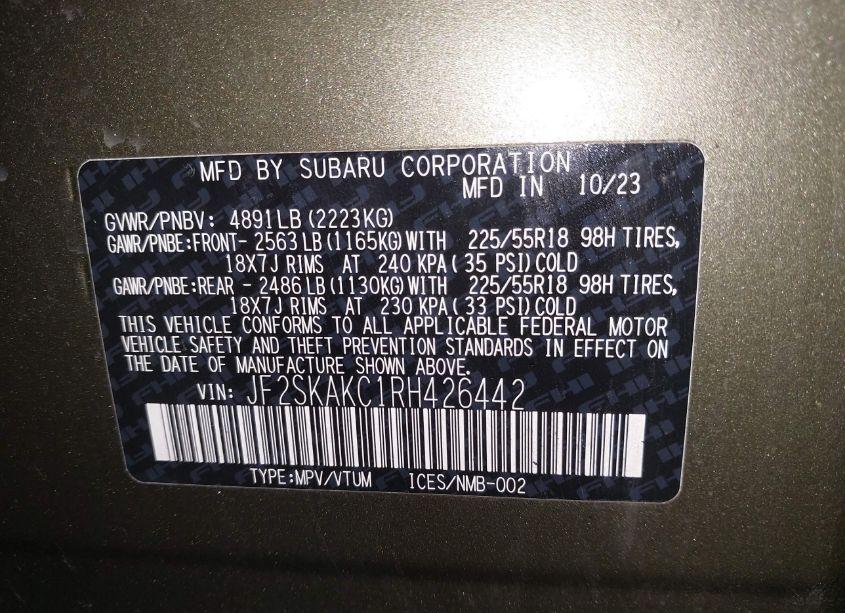 MFD BY SUBARU CORPORATION
MFD IN 10/23
GVWR/PNBV: 4891LB(2223KG)
GAWR/PNBE:FRONT- 2563LB(1165KG)WITH 225/55R18 98H TIRES,
18X7J RIMS AT 240 KPA( 35 PSI)COLD
GAWR/PNBE:REAR - 2486LB(1130KG)WITH 225/55R18 98H TIRES,
18X7J RIMS AT 230 KPA( 33 PSI)COLD
THIS VEHICLE CONFORMS TO ALL APPLICABLE FEDERAL MOTOR
VEHICLE SAFETY AND THEFT PREVENTION STANDARDS IN EFFECT ON
THE DATE OF MANUFACTURE SHOWN ABOVE.
VIN: JF2SKAKC1RH426442
TYPE:MPV/VTUM ICES/NMB-002